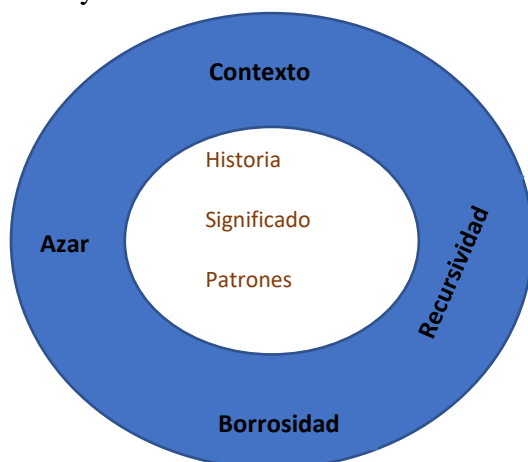 Contexto
Historia
Significado
Azar
Recursividad
Patrones
Borrosidad